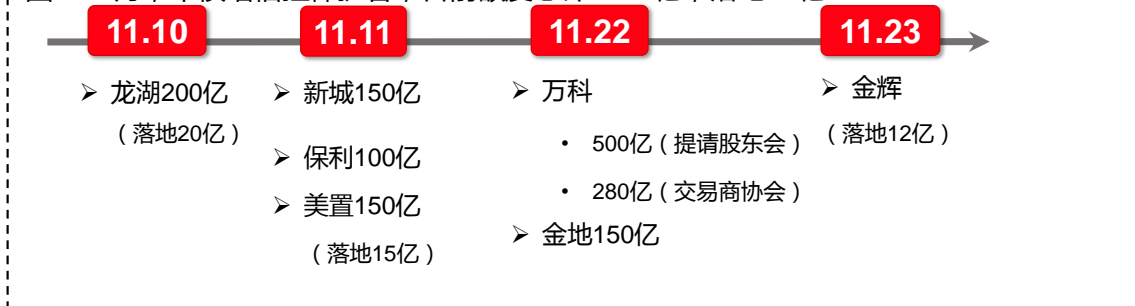 11.10
11.11
11.22
11.23
➢ 龙湖200亿
（落地20亿）
➢ 新城150亿
➢ 保利100亿
➢ 美置150亿
（落地15亿）
➢ 万科
• 500亿（提请股东会）
• 280亿（交易商协会）
➢ 金地150亿
➢ 金辉
（落地12亿）